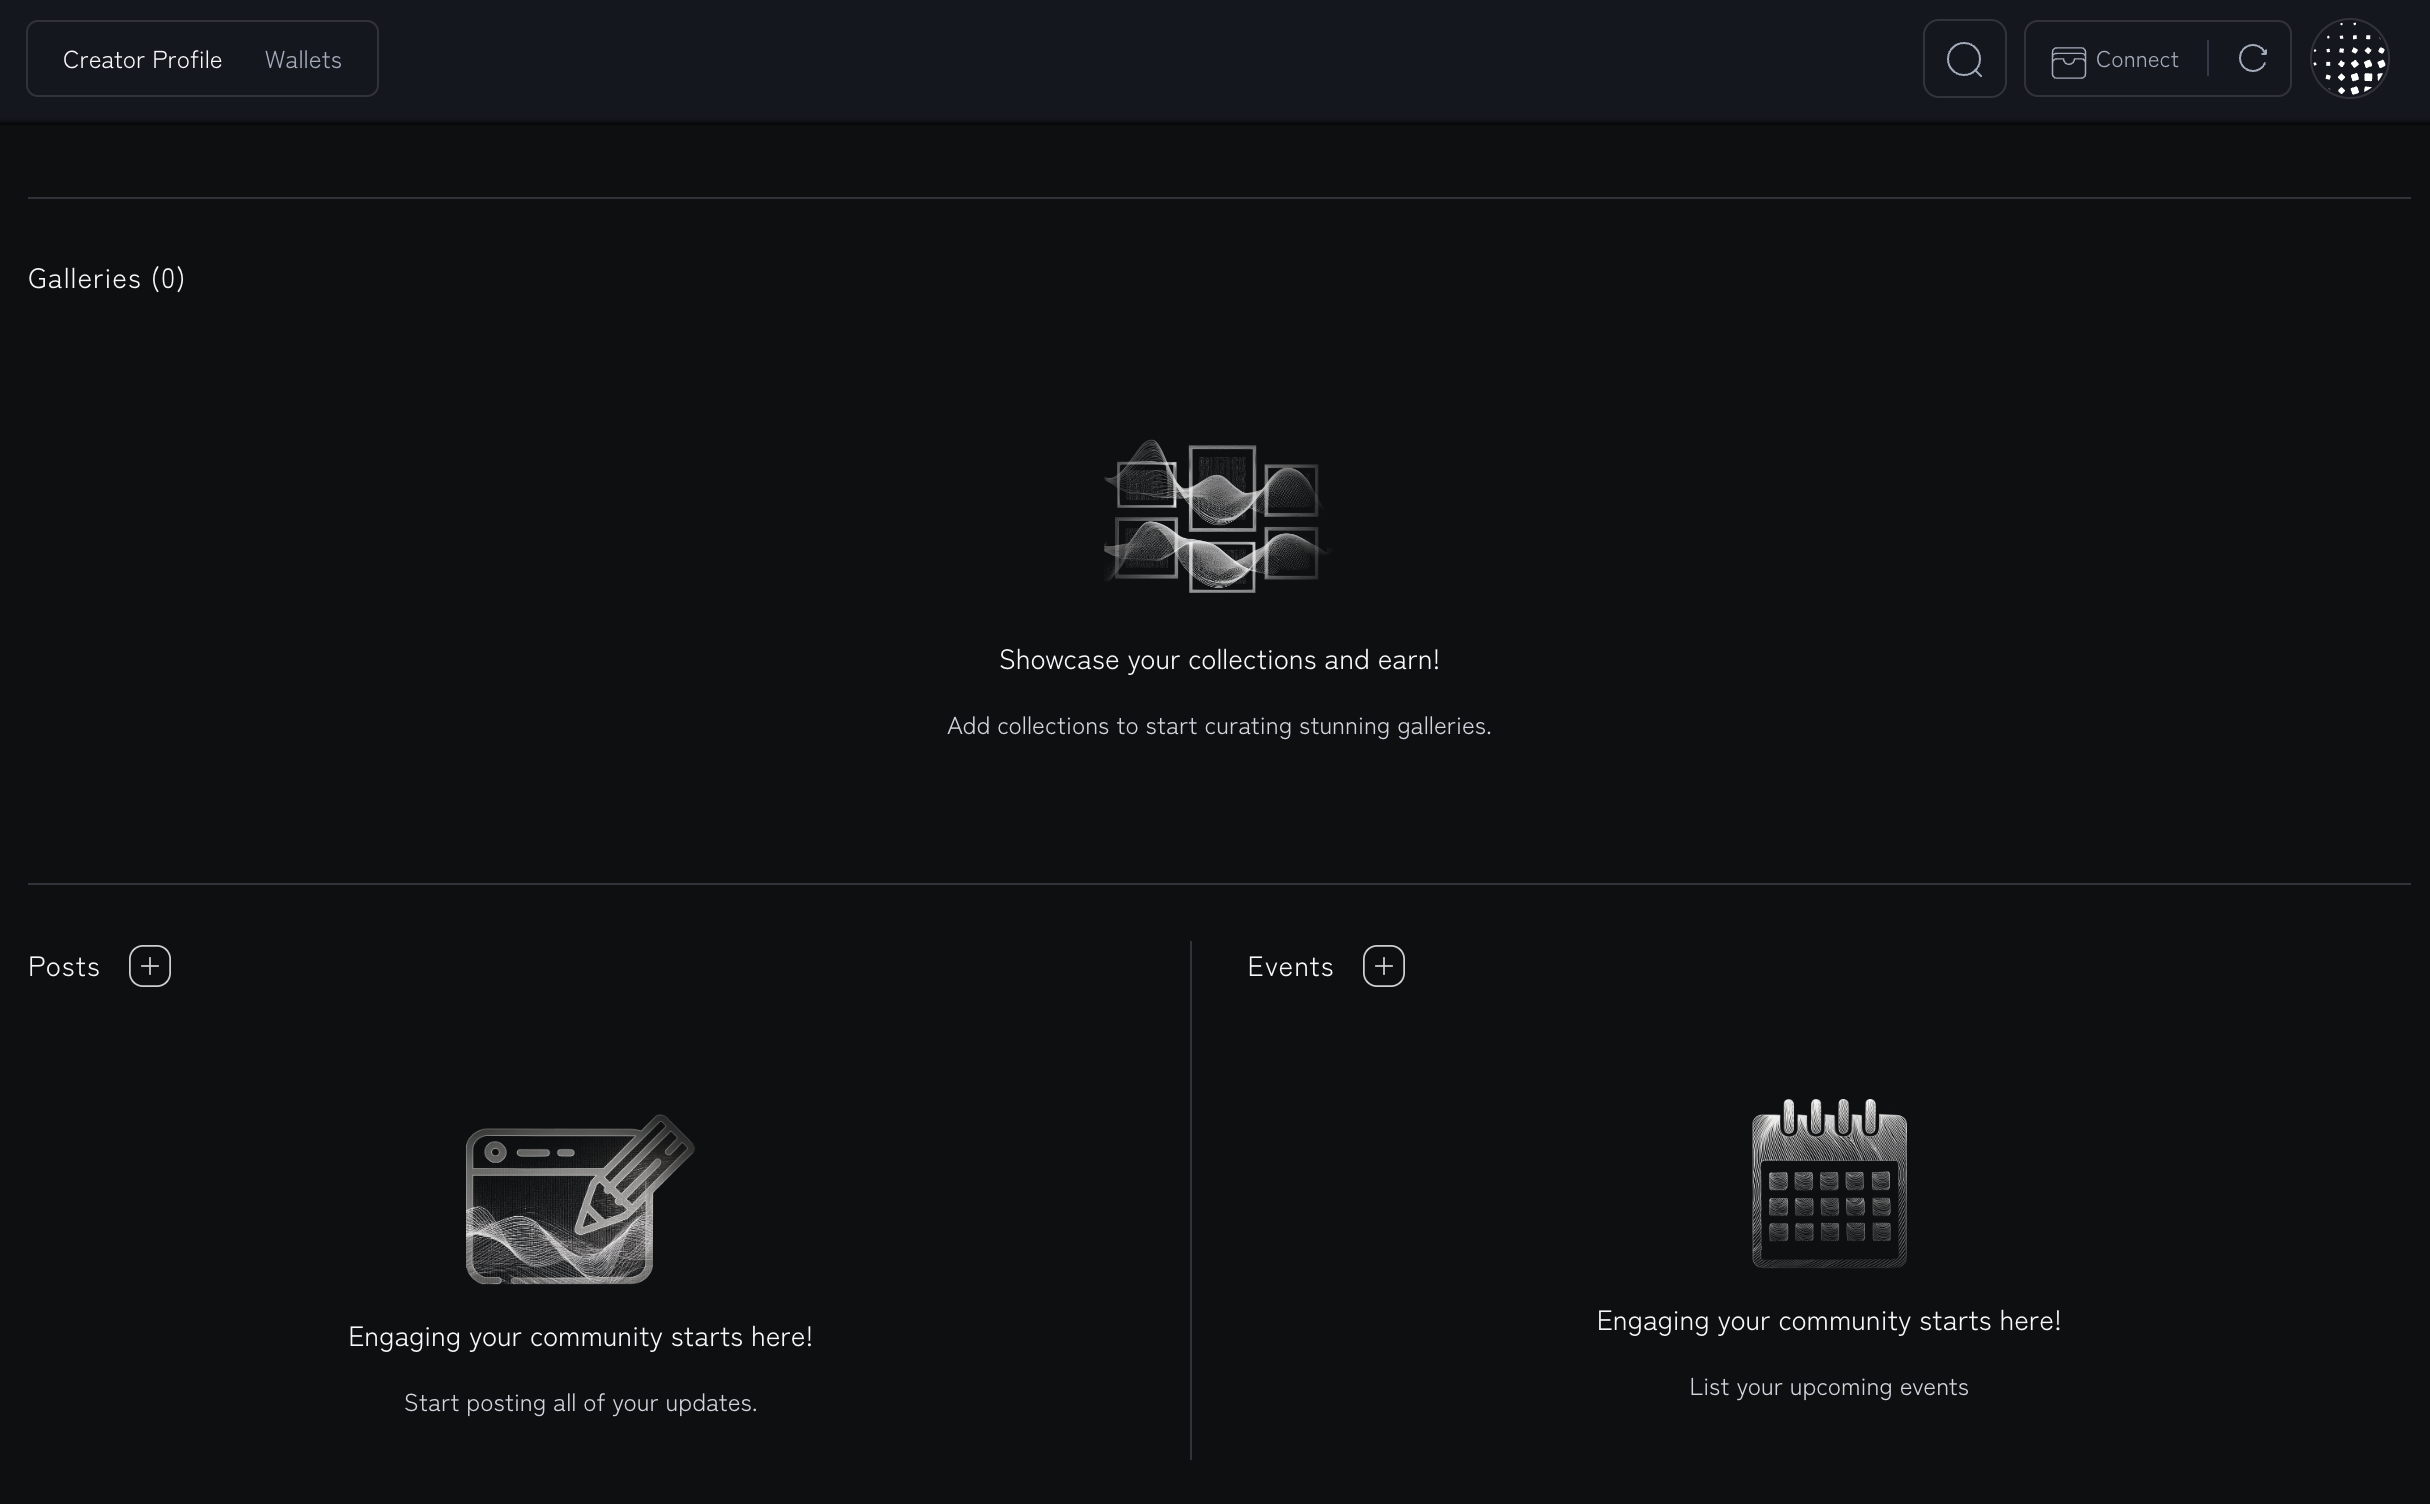 Creator Profile Wallets Connect
Galleries (0)
Showcase your collections and earn!
Add collections to start curating stunning galleries.
Posts
Engaging your community starts here!
Start posting all of your updates.
Events
Engaging your community starts here!
List your upcoming events